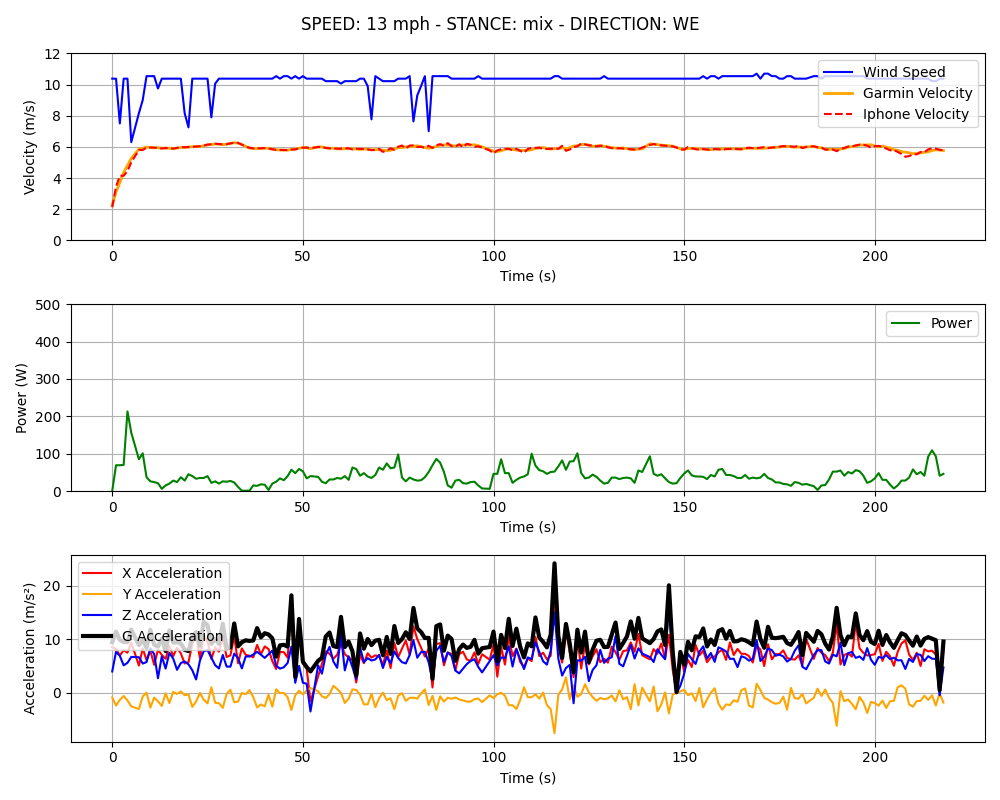 SPEED: 13 mph - STANCE: mix - DIRECTION: WE
Velocity (m/s)
12
10
8
6
4
2
0
Wind Speed
Garmin Velocity
Iphone Velocity
0 50 100 150 200
Time (s)
Power (W)
500
400
300
200
100
0
Power
0 50 100 150 200
Time (s)
Acceleration (m/s²)
20
10
0
X Acceleration
Y Acceleration
Z Acceleration
G Acceleration
0 50 100 150 200
Time (s)